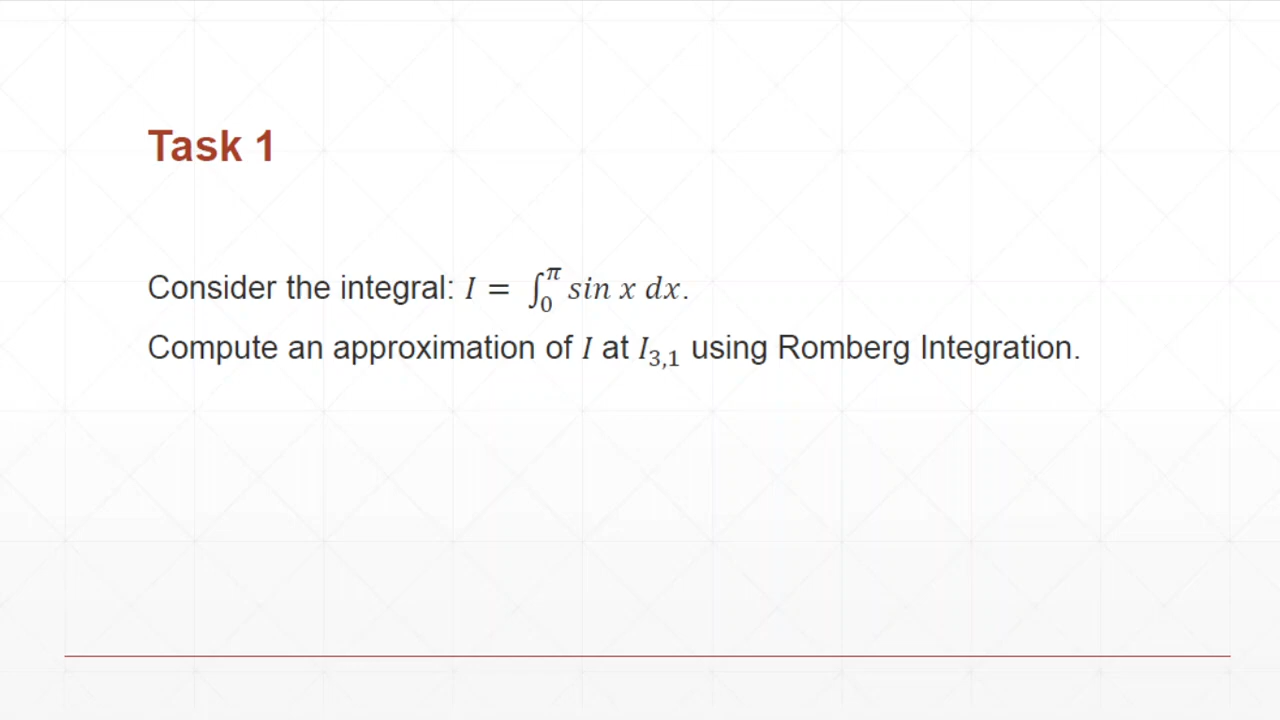 Task 1
Consider the integral: I = ∫₀^π sin x dx.
Compute an approximation of I at I₃,₁ using Romberg Integration.